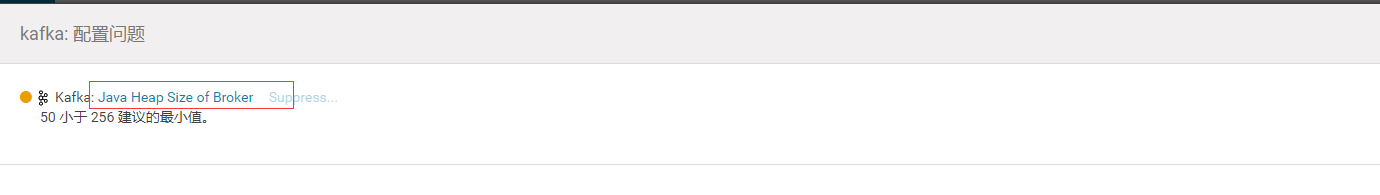 kafka: 配置问题
Kafka: Java Heap Size of Broker Suppress...
50 小于 256 建议的最小值。